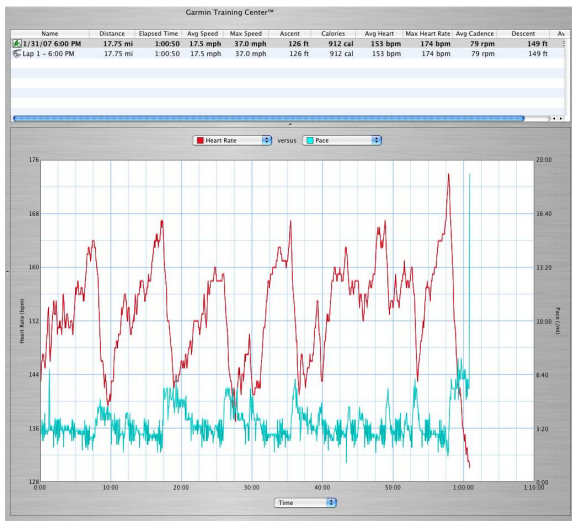 Garmin Training Center™
Name Distance Elapsed Time Avg Speed Max Speed Ascent Calories Avg Heart Max Heart Rate Avg Cadence Descent Av
1/31/07 6:00 PM 17.75 mi 1:00:50 17.5 mph 37.0 mph 126 ft 912 cal 153 bpm 174 bpm 79 rpm 149 ft
Lap 1 – 6:00 PM 17.75 mi 1:00:50 17.5 mph 37.0 mph 126 ft 912 cal 153 bpm 174 bpm 79 rpm 149 ft
Heart Rate versus Pace
176 20:00
168 16:40
160 13:20
Heart Rate (bpm)
152 10:00
Pace (/mi)
144 6:40
136 3:20
128 0:00
0:00 10:00 20:00 30:00 40:00 50:00 1:00:00 1:10:00
Time